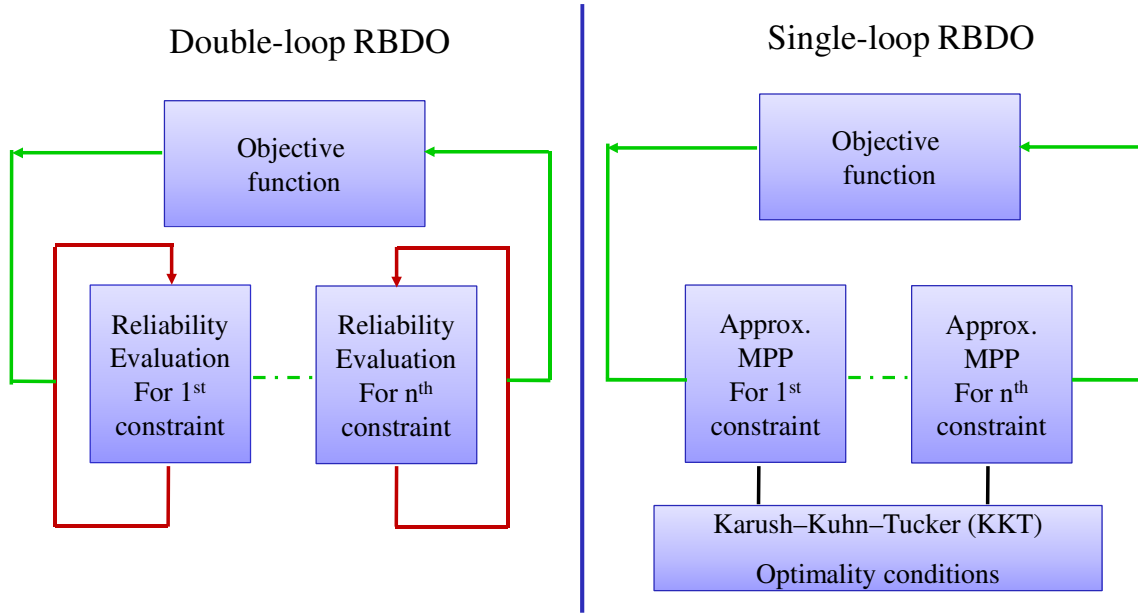 Double-loop RBDO
Objective
function
Reliability
Evaluation
For 1st
constraint
Reliability
Evaluation
For nth
constraint
Single-loop RBDO
Objective
function
Approx.
MPP
For 1st
constraint
Approx.
MPP
For nth
constraint
Karush–Kuhn–Tucker (KKT)
Optimality conditions